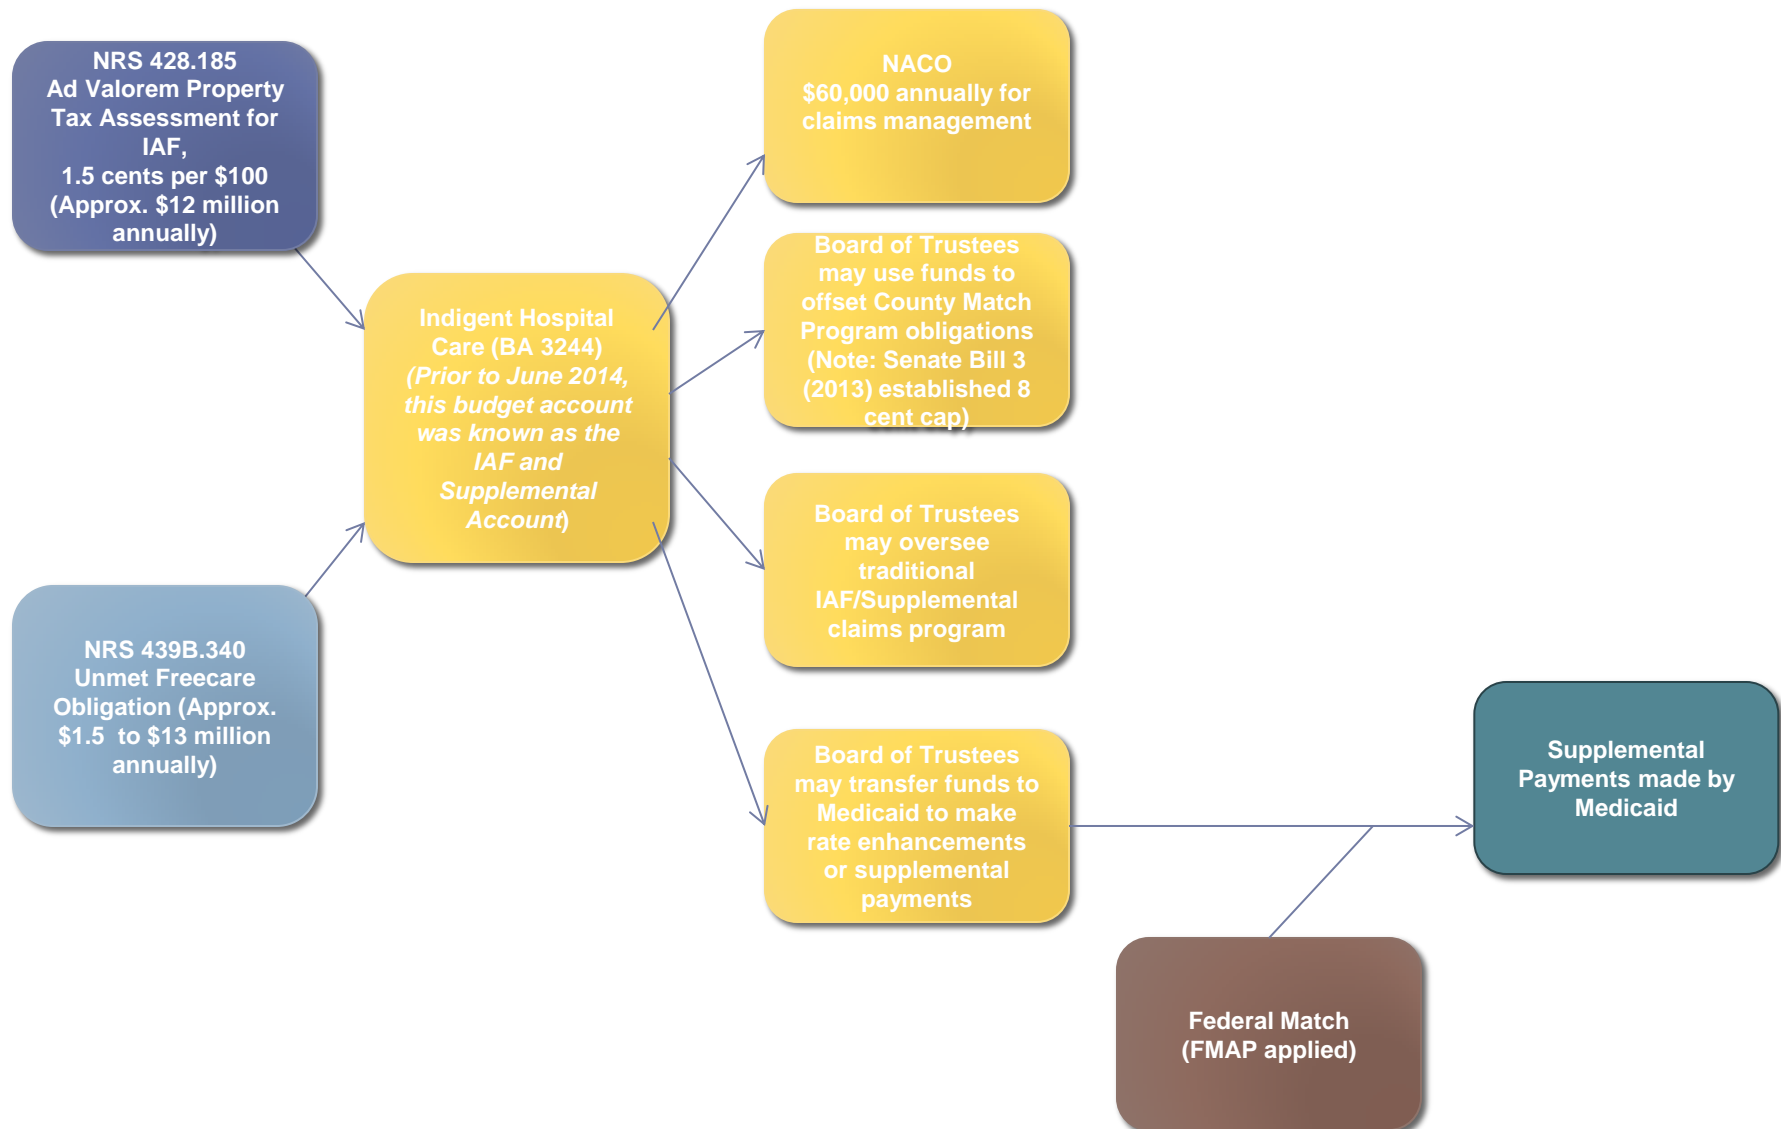 NRS 428.185
Ad Valorem Property
Tax Assessment for
IAF,
1.5 cents per $100
(Approx. $12 million
annually)
NRS 439B.340
Unmet Freecare
Obligation (Approx.
$1.5 to $13 million
annually)
Indigent Hospital
Care (BA 3244)
(Prior to June 2014,
this budget account
was known as the
IAF and
Supplemental
Account)
NACO
$60,000 annually for
claims management
Board of Trustees
may use funds to
offset County Match
Program obligations
(Note: Senate Bill 3
(2013) established 8
cent cap)
Board of Trustees
may oversee
traditional
IAF/Supplemental
claims program
Board of Trustees
may transfer funds to
Medicaid to make
rate enhancements
or supplemental
payments
Federal Match
(FMAP applied)
Supplemental
Payments made by
Medicaid